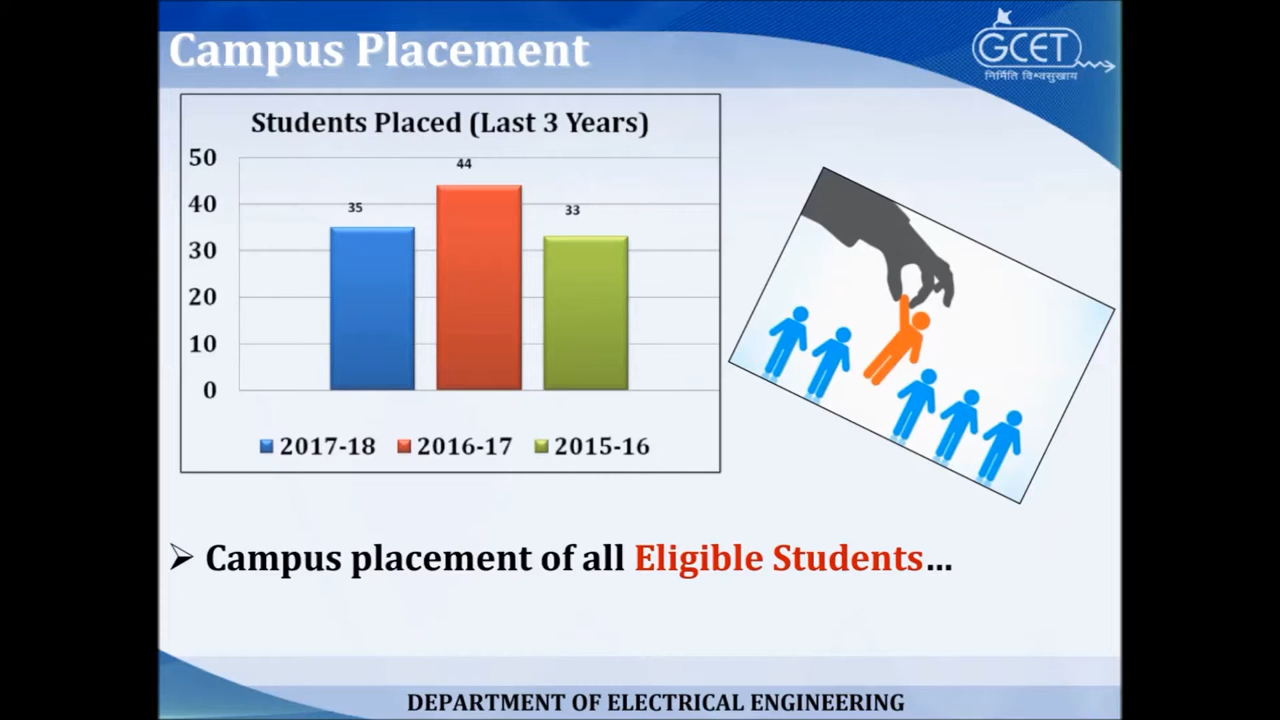 Campus Placement
GCET
निर्मिति विश्वसुखाय
Students Placed (Last 3 Years)
50
40
30
20
10
0
35
44
33
2017-18 2016-17 2015-16
➢ Campus placement of all Eligible Students...
DEPARTMENT OF ELECTRICAL ENGINEERING